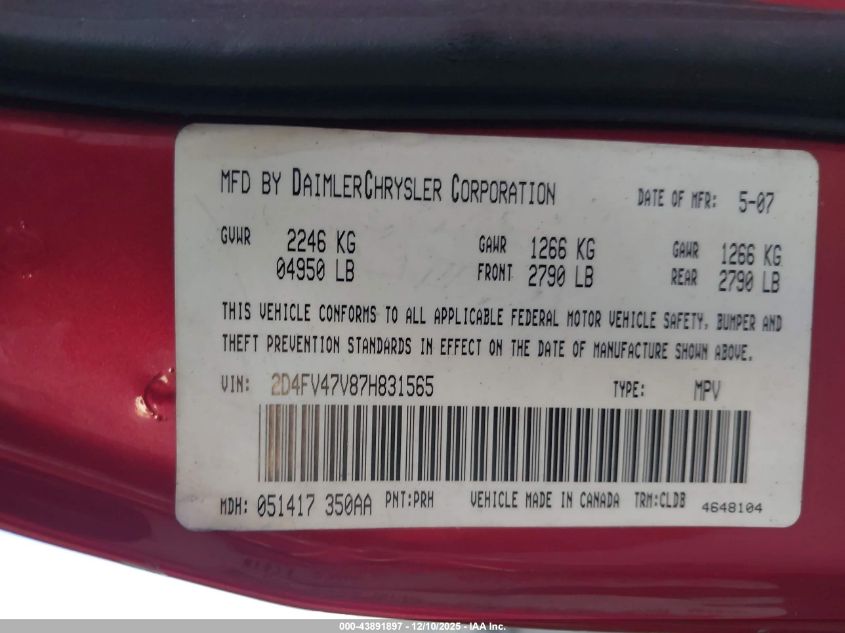 MFD BY DAIMLERCHRYSLER CORPORATION DATE OF MFR: 5-07
GVWR 2246 KG GAWR 1266 KG GAWR 1266 KG
04950 LB FRONT 2790 LB REAR 2790 LB
THIS VEHICLE CONFORMS TO ALL APPLICABLE FEDERAL MOTOR VEHICLE SAFETY, BUMPER AND
THEFT PREVENTION STANDARDS IN EFFECT ON THE DATE OF MANUFACTURE SHOWN ABOVE.
VIN: 2D4FV47V87H831565 TYPE: MPV
MDH: 051417 350AA PNT:PRH VEHICLE MADE IN CANADA TRM:CLDB 4648104
000-43891897 - 12/10/2025 - IAA Inc.